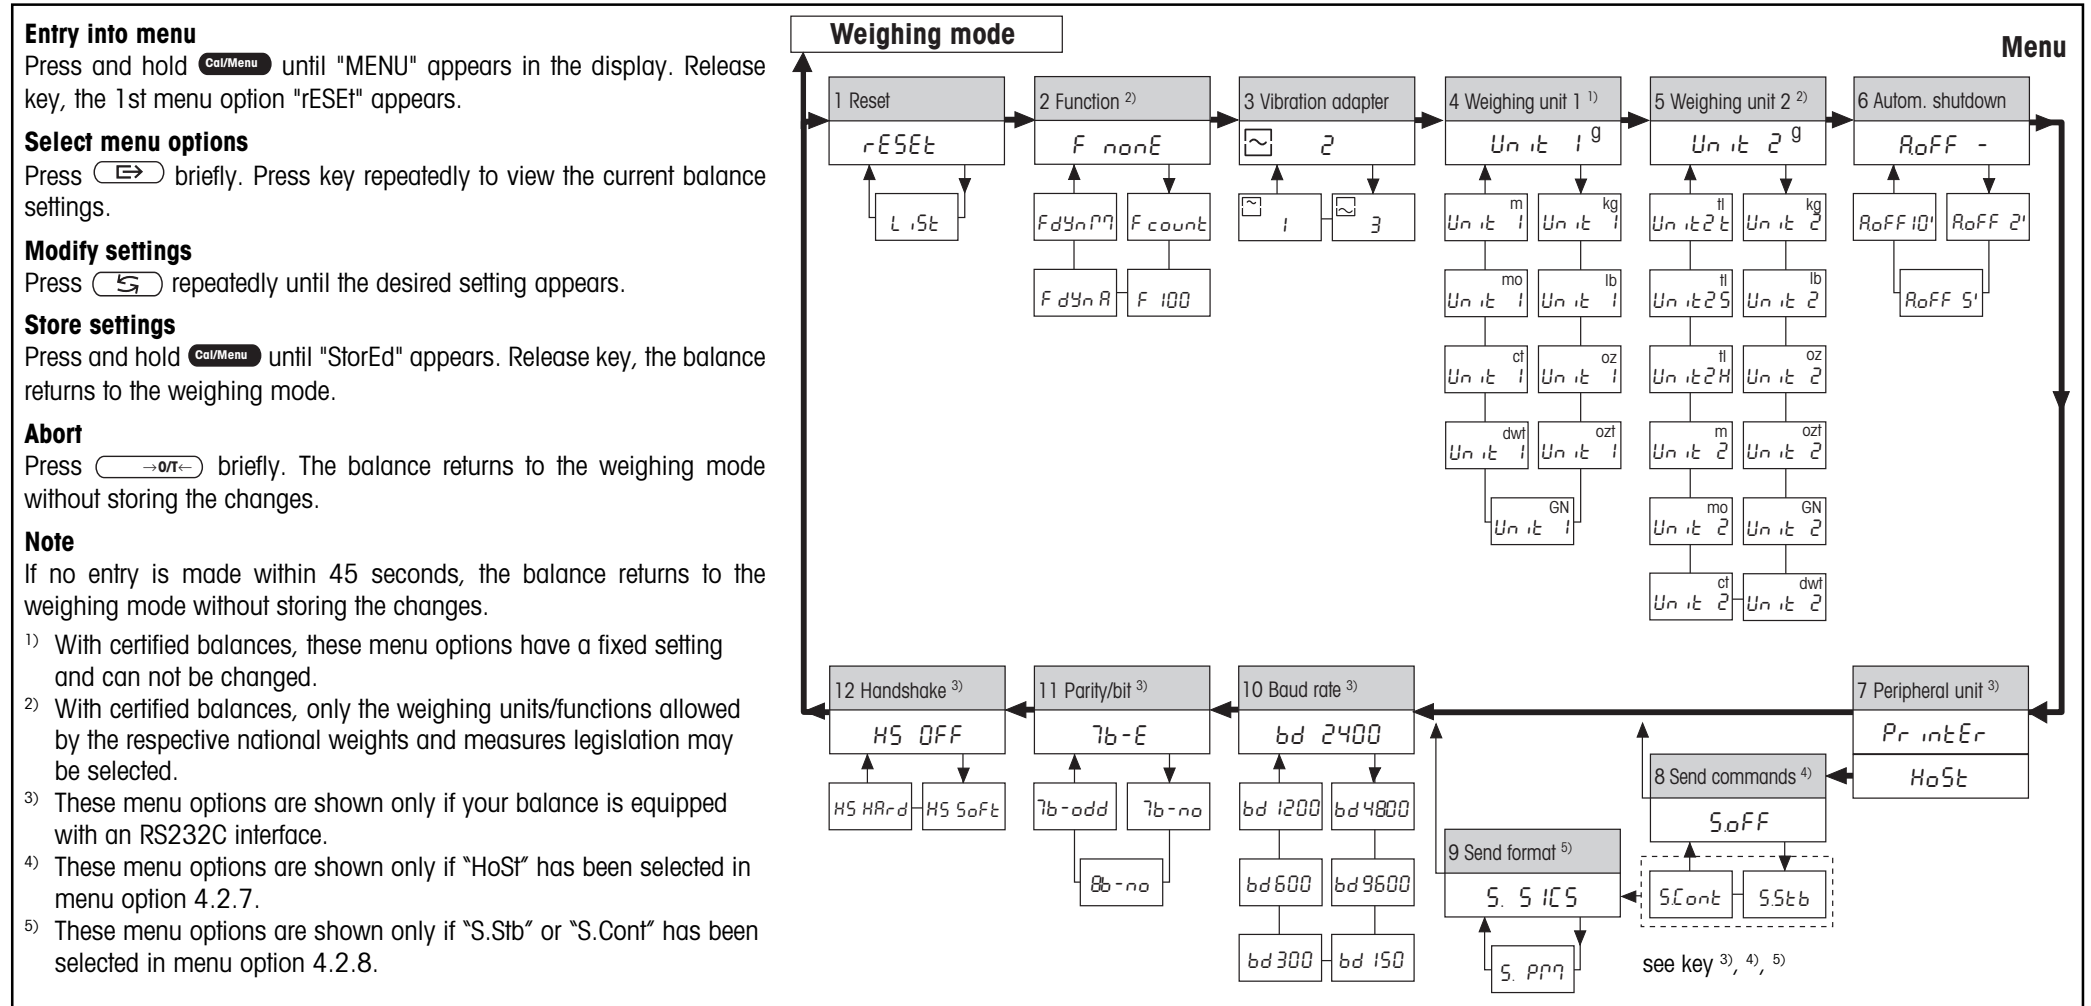 Entry into menu
Press and hold Cal/Menu until "MENU" appears in the display. Release
key, the 1st menu option "rESEt" appears.
Select menu options
Press briefly. Press key repeatedly to view the current balance
settings.
Modify settings
Press repeatedly until the desired setting appears.
Store settings
Press and hold Cal/Menu until "StorEd" appears. Release key, the balance
returns to the weighing mode.
Abort
Press →0/T← briefly. The balance returns to the weighing mode
without storing the changes.
Note
If no entry is made within 45 seconds, the balance returns to the
weighing mode without storing the changes.
1) With certified balances, these menu options have a fixed setting
and can not be changed.
2) With certified balances, only the weighing units/functions allowed
by the respective national weights and measures legislation may
be selected.
3) These menu options are shown only if your balance is equipped
with an RS232C interface.
4) These menu options are shown only if “HoSt” has been selected in
menu option 4.2.7.
5) These menu options are shown only if “S.Stb” or “S.Cont” has been
selected in menu option 4.2.8.
Weighing mode
Menu
1 Reset
rESEt
LiSt
2 Function 2)
F nonE
FdYnM
F count
F dYn A
F 100
3 Vibration adapter
2
1
3
4 Weighing unit 1 1)
Unit 1 g
Unit 1 m
Unit 1 kg
Unit 1 mo
Unit 1 lb
Unit 1 ct
Unit 1 oz
Unit 1 dwt
Unit 1 ozt
Unit 1 GN
5 Weighing unit 2 2)
Unit 2 g
Unit2t tl
Unit 2 kg
Unit2S tl
Unit 2 lb
Unit2H tl
Unit 2 oz
Unit 2 m
Unit 2 ozt
Unit 2 mo
Unit 2 GN
Unit 2 ct
Unit 2 dwt
6 Autom. shutdown
A.oFF -
A.oFF10'
A.oFF 2'
A.oFF 5'
7 Peripheral unit 3)
PrintEr
HoSt
8 Send commands 4)
S.oFF
S.Cont
S.Stb
see key 3), 4), 5)
9 Send format 5)
S. SICS
S. PM
10 Baud rate 3)
bd 2400
bd 1200
bd 4800
bd 600
bd 9600
bd 300
bd 150
11 Parity/bit 3)
7b-E
7b-odd
7b-no
8b-no
12 Handshake 3)
HS OFF
HS HArd
HS SoFt